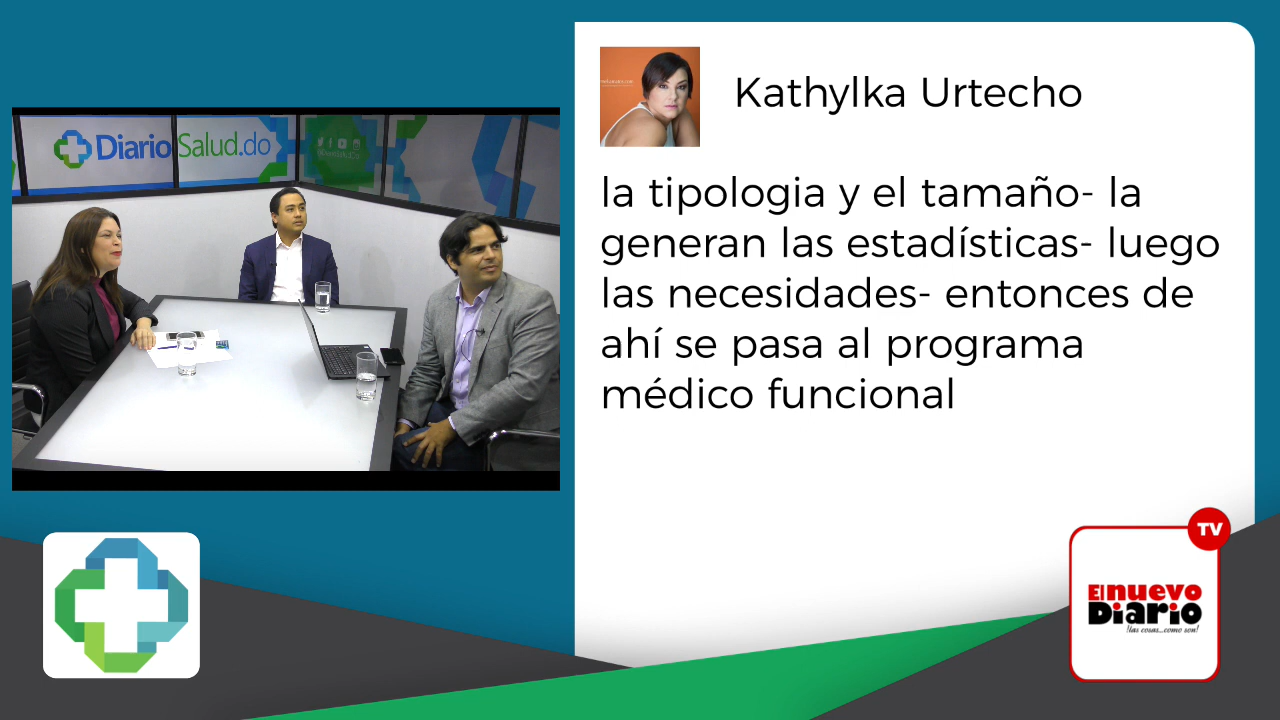 DiarioSalud.do
Kathylka Urtecho
la tipologia y el tamaño- la
generan las estadísticas- luego
las necesidades- entonces de
ahí se pasa al programa
médico funcional
TV
El nuevo
Diario
¡las cosas...como son!